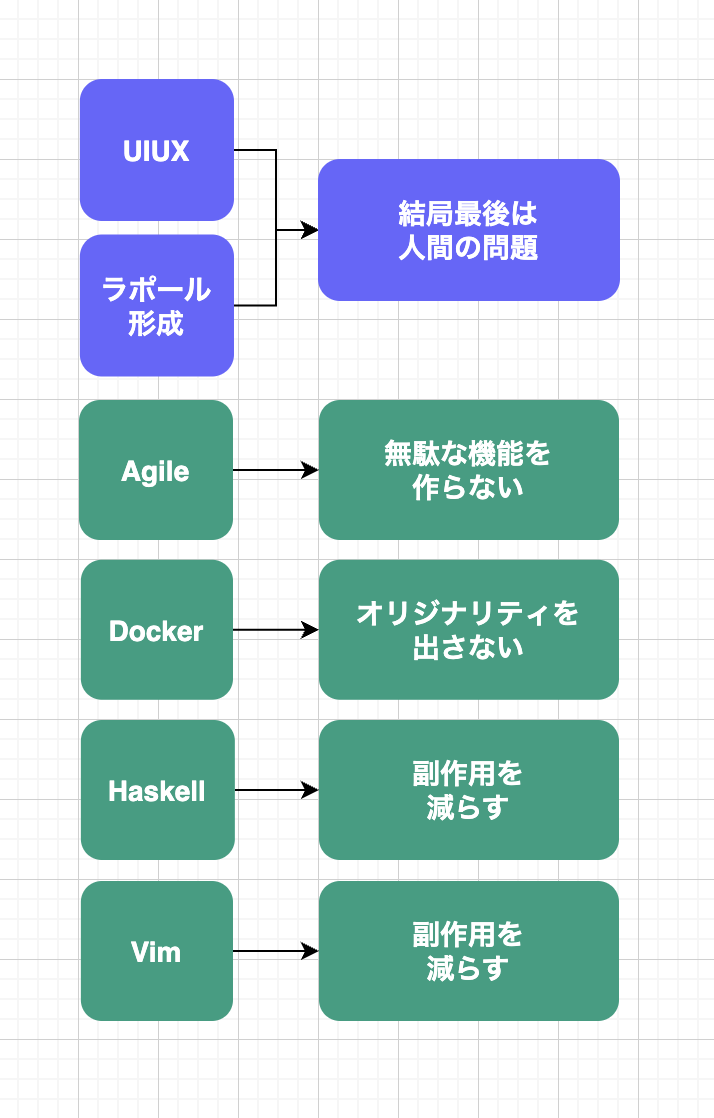 UIUX
ラポール
形成
結局最後は
人間の問題
Agile
無駄な機能を
作らない
Docker
オリジナリティを
出さない
Haskell
副作用を
減らす
Vim
副作用を
減らす